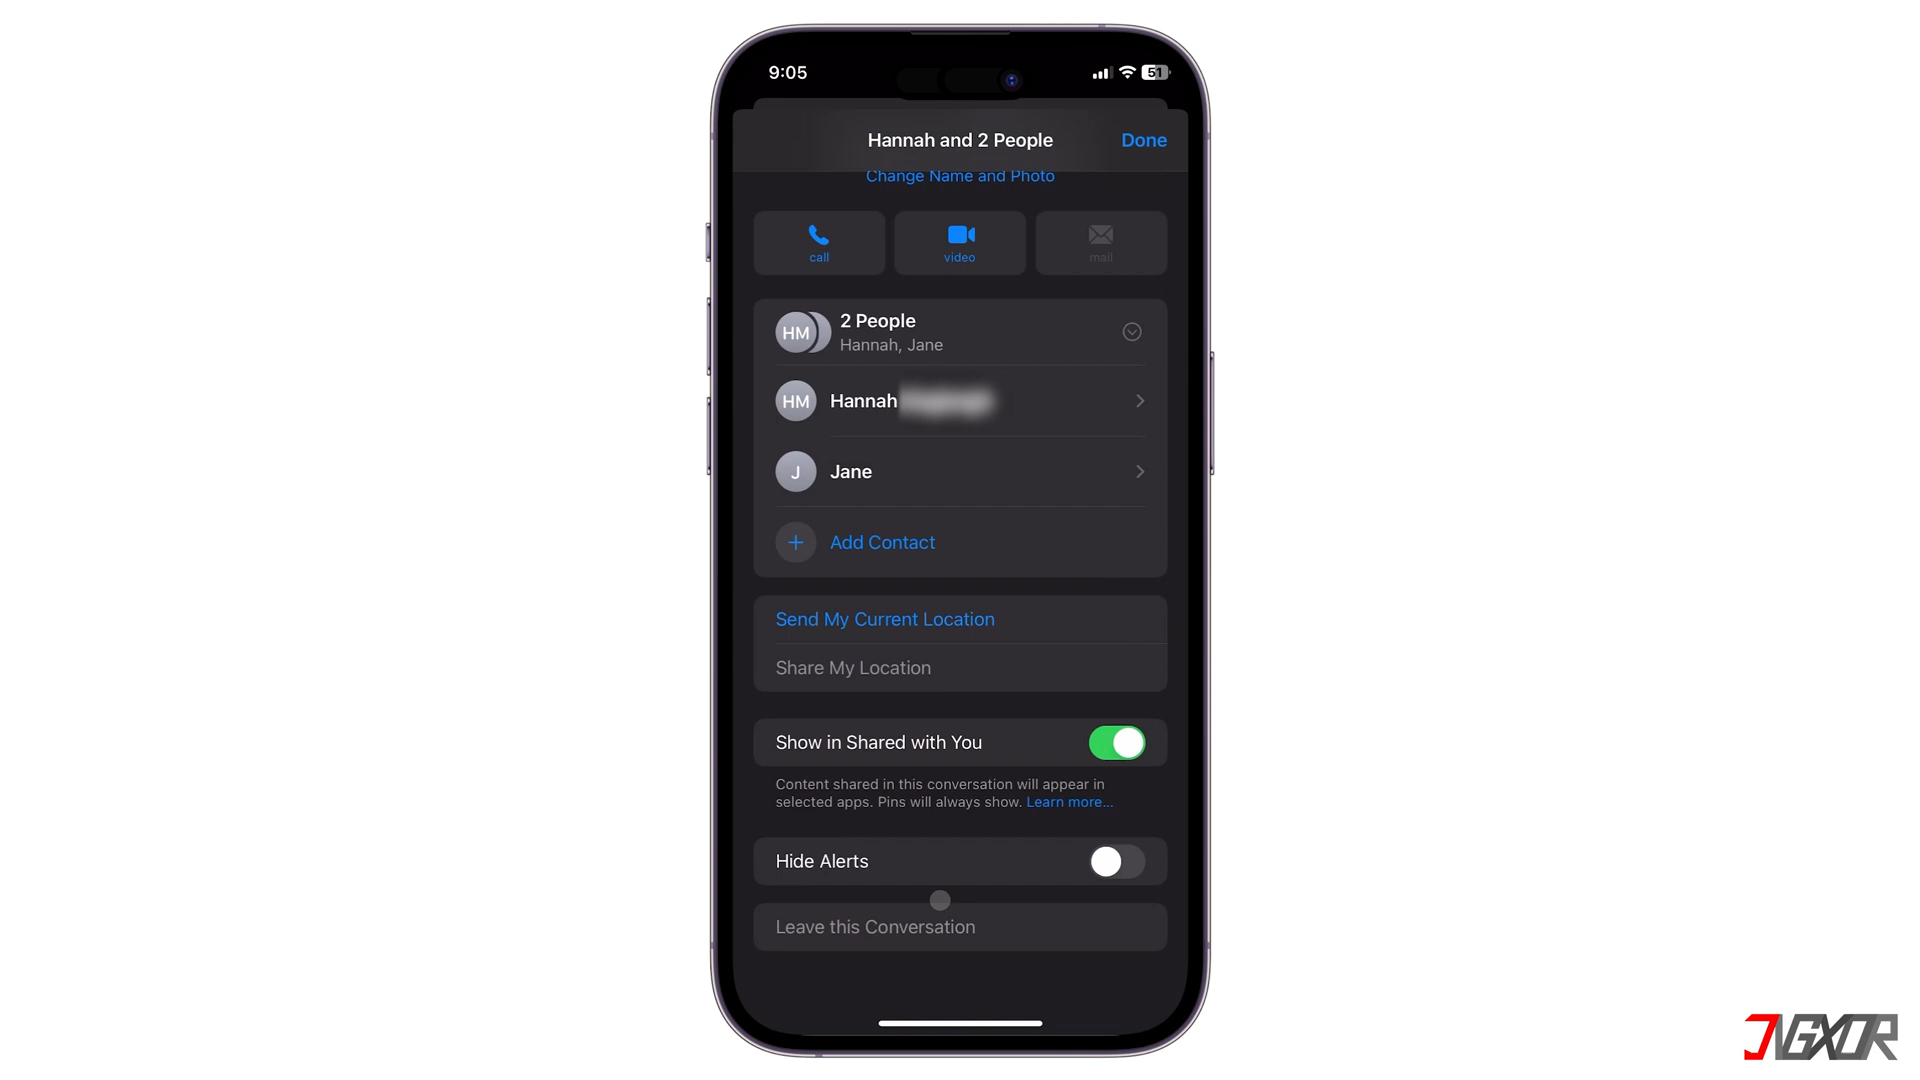 9:05
51
Hannah and 2 People
Done
Change Name and Photo
call
video
mail
HM
2 People
Hannah, Jane
HM
Hannah
J
Jane
+
Add Contact
Send My Current Location
Share My Location
Show in Shared with You
Content shared in this conversation will appear in
selected apps. Pins will always show. Learn more...
Hide Alerts
Leave this Conversation